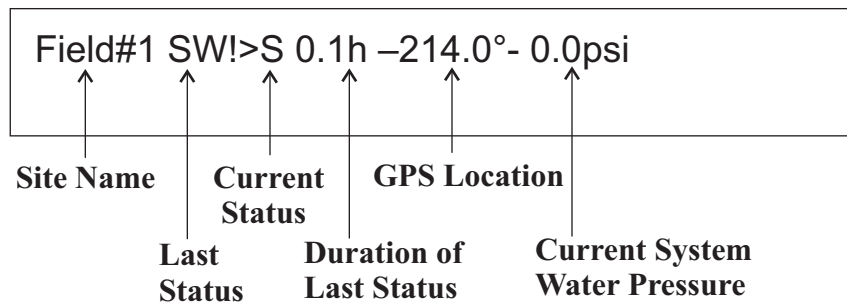 Field#1 SW!>S 0.1h –214.0°- 0.0psi
Site Name
Current
Status
GPS Location
Last
Status
Duration of
Last Status
Current System
Water Pressure